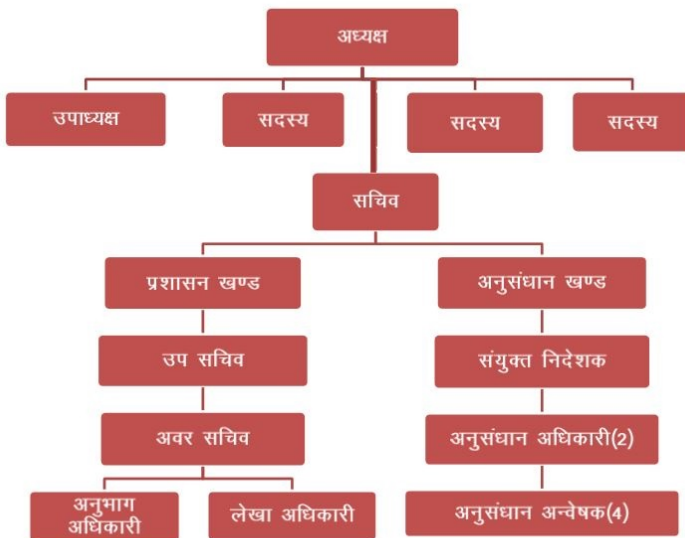 अध्यक्ष
उपाध्यक्ष
सदस्य
सदस्य
सदस्य
सचिव
प्रशासन खण्ड
अनुसंधान खण्ड
उप सचिव
संयुक्त निदेशक
अवर सचिव
अनुसंधान अधिकारी(2)
अनुभाग
अधिकारी
लेखा अधिकारी
अनुसंधान अन्वेषक(4)